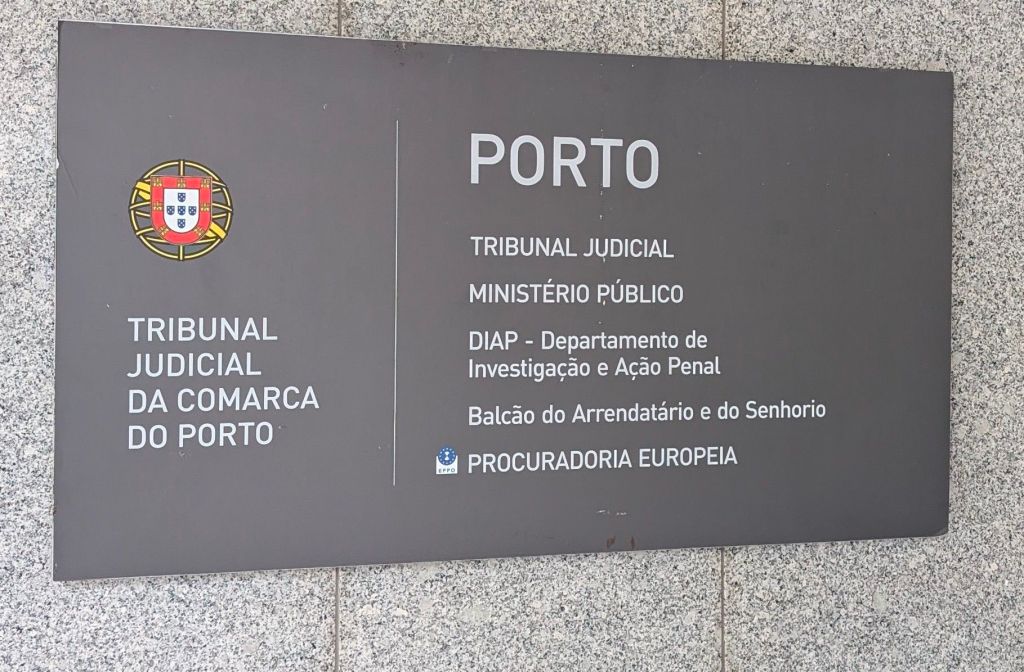 TRIBUNAL
JUDICIAL
DA COMARCA
DO PORTO
PORTO
TRIBUNAL JUDICIAL
MINISTÉRIO PÚBLICO
DIAP - Departamento de
Investigação e Ação Penal
Balcão do Arrendatário e do Senhorio
EPPO
PROCURADORIA EUROPEIA